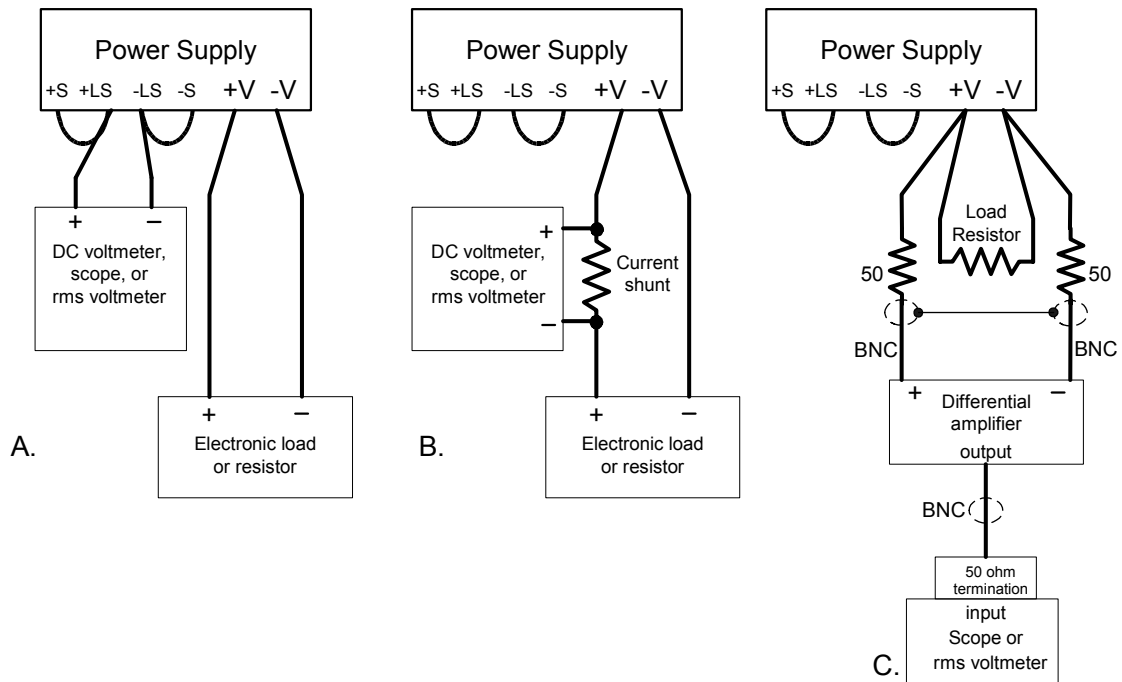 Power Supply
+S +LS -LS -S +V -V
+ −
DC voltmeter,
scope, or
rms voltmeter
+ −
Electronic load
or resistor
A.
Power Supply
+S +LS -LS -S +V -V
+
DC voltmeter,
scope, or
rms voltmeter
−
Current
shunt
+ −
Electronic load
or resistor
B.
Power Supply
+S +LS -LS -S +V -V
Load
Resistor
50 50
BNC BNC
+ −
Differential
amplifier
output
BNC
50 ohm
termination
input
Scope or
rms voltmeter
C.